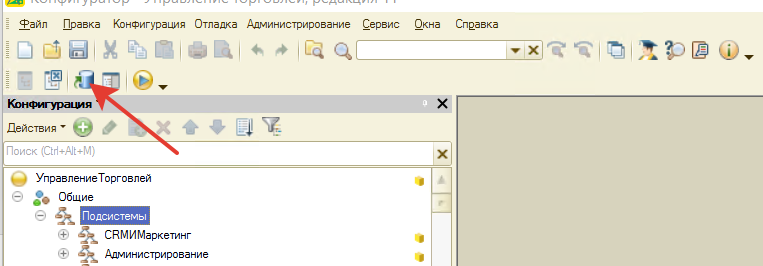 Конфигуратор - Управление торговлей, редакция 11
Файл Правка Конфигурация Отладка Администрирование Сервис Окна Справка
Конфигурация
Действия
Поиск (Ctrl+Alt+M)
УправлениеТорговлей
Общие
Подсистемы
CRMИМаркетинг
Администрирование